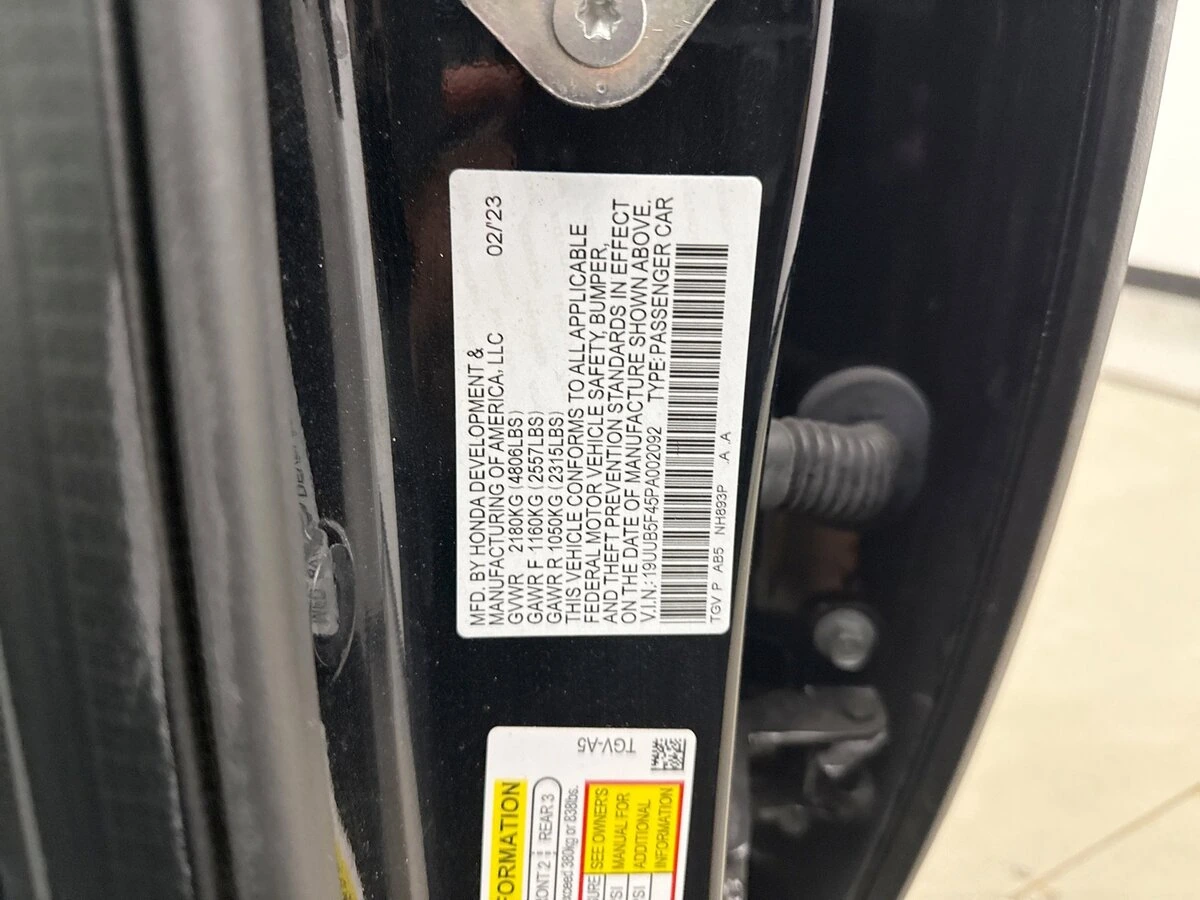 MFD. BY HONDA DEVELOPMENT &
MANUFACTURING OF AMERICA, LLC 02/'23
GVWR 2180KG (4806LBS)
GAWR F 1160KG (2557LBS)
GAWR R 1050KG (2315LBS)
THIS VEHICLE CONFORMS TO ALL APPLICABLE
FEDERAL MOTOR VEHICLE SAFETY, BUMPER,
AND THEFT PREVENTION STANDARDS IN EFFECT
ON THE DATE OF MANUFACTURE SHOWN ABOVE.
V.I.N.: 19UUB5F45PA002092 TYPE: PASSENGER CAR
TGV P AB5 NH893P .A .A
TGV-A5
REAR 3
380kg or 838lbs.
SEE OWNER'S
MANUAL FOR
ADDITIONAL
INFORMATION